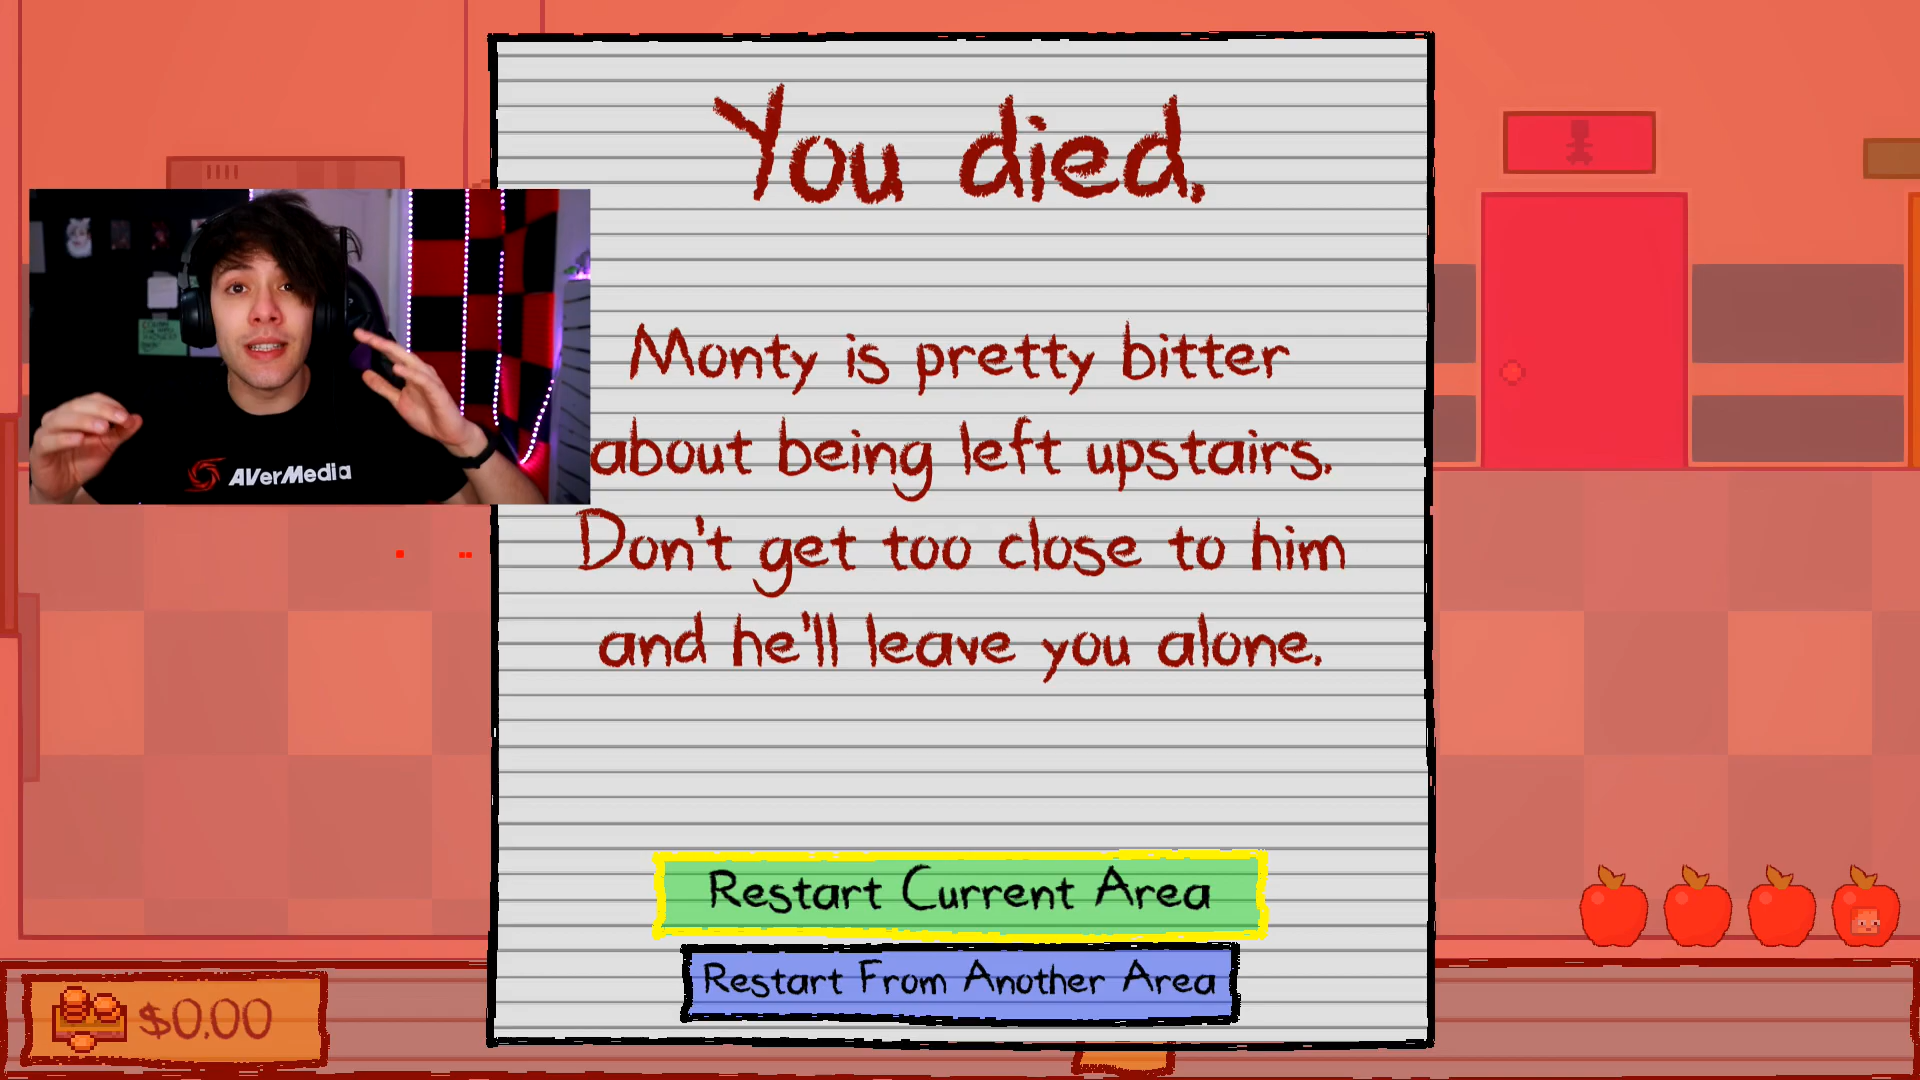 You died.
Monty is pretty bitter
about being left upstairs.
Don't get too close to him
and he'll leave you alone.
AVerMedia
Restart Current Area
Restart From Another Area
$0.00